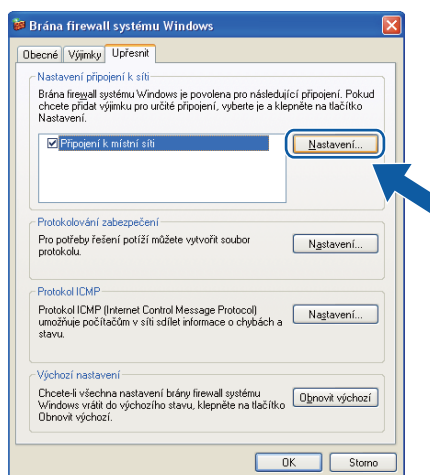 Brána firewall systému Windows
Obecné Výjimky Upřesnit
Nastavení připojení k síti
Brána firewall systému Windows je povolena pro následující připojení. Pokud
chcete přidat výjimku pro určité připojení, vyberte je a klepněte na tlačítko
Nastavení.
Připojení k místní síti
Nastavení...
Protokolování zabezpečení
Pro potřeby řešení potíží můžete vytvořit soubor
protokolu.
Nastavení...
Protokol ICMP
Protokol ICMP (Internet Control Message Protocol)
umožňuje počítačům v síti sdílet informace o chybách a
stavu.
Nastavení...
Výchozí nastavení
Chcete-li všechna nastavení brány firewall systému
Windows vrátit do výchozího stavu, klepněte na tlačítko
Obnovit výchozí.
Obnovit výchozí
OK Storno